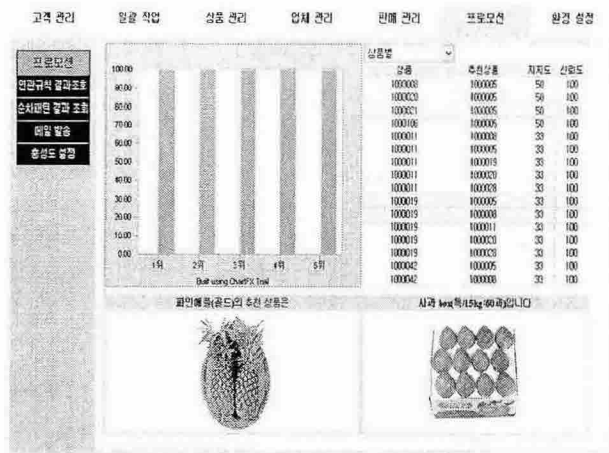 고객 관리 일괄 작업 상품 관리 업체 관리 판매 관리 프로모션 환경 설정
프로모션
연관규칙 결과조회
순차패턴 결과 조회
메일 발송
흥성도 설정
100.00
90.00
80.00
70.00
60.00
50.00
40.00
30.00
20.00
10.00
0.00
1위 2위 3위 4위 5위
Built using ChartFX Trial
상품별
상품 추천상품 지지도 신뢰도
1000008 1000005 50 100
1000020 1000005 50 100
1000021 1000005 50 100
1000106 1000005 50 100
1000011 1000008 33 100
1000011 1000005 33 100
1000011 1000019 33 100
1000011 1000020 33 100
1000011 1000028 33 100
1000019 1000005 33 100
1000019 1000008 33 100
1000019 1000011 33 100
1000019 1000020 33 100
1000019 1000028 33 100
1000042 1000005 33 100
1000042 1000008 33 100
파인애플(골드)의 추천 상품은
사과 box(특/15kg/60과)입니다